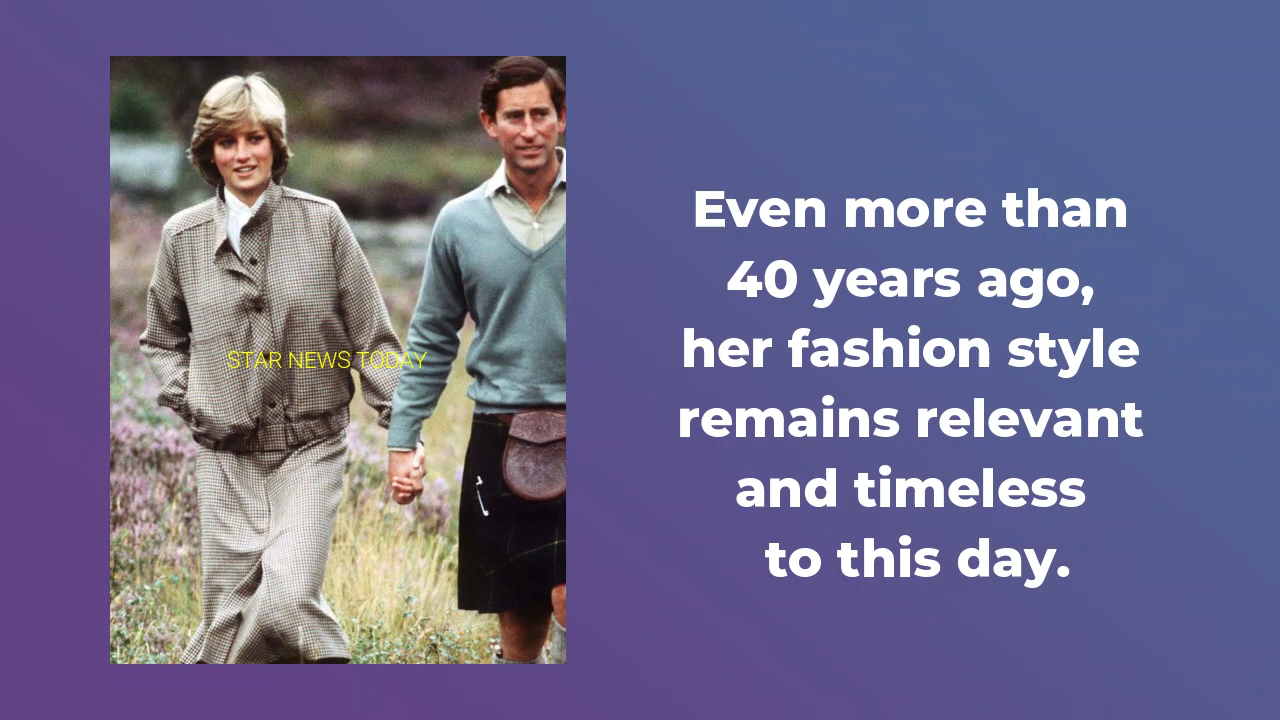 STAR NEWS TODAY
Even more than
40 years ago,
her fashion style
remains relevant
and timeless
to this day.